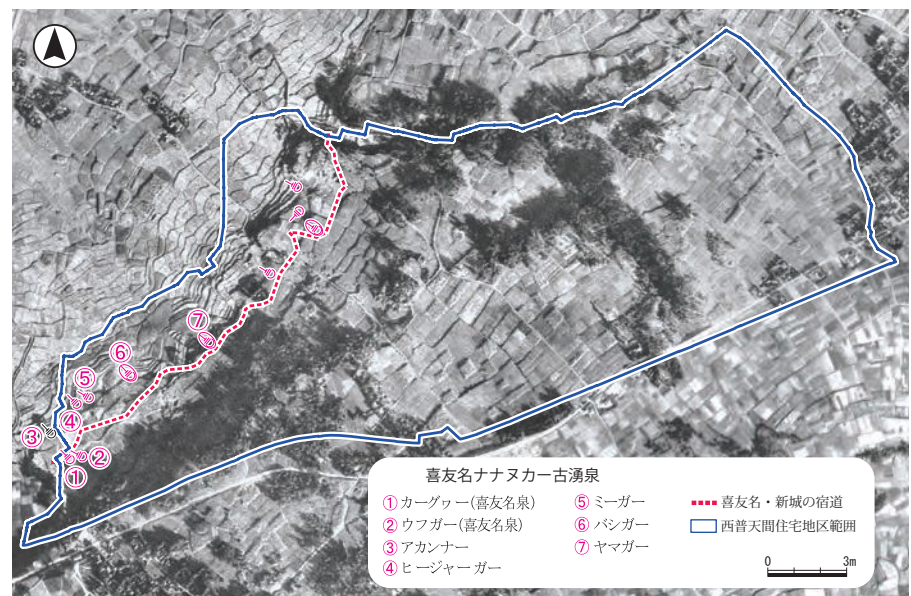 ⑦
⑥
⑤
④
③
②
①
喜友名ナナヌカー古湧泉
① カーグヮー(喜友名泉)
② ウフガー(喜友名泉)
③ アカンナー
④ ヒージャーガー
⑤ ミーガー
⑥ バシガー
⑦ ヤマガー
喜友名・新城の宿道
西普天間住宅地区範囲
0 3m